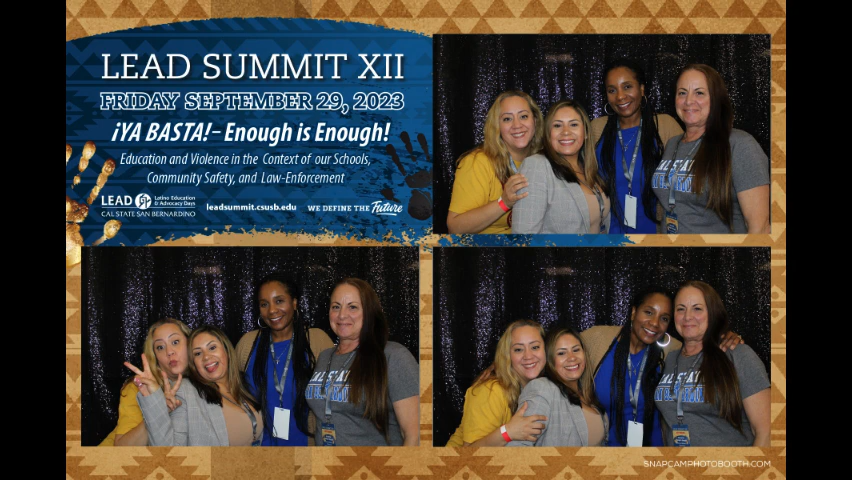 LEAD SUMMIT XII
FRIDAY SEPTEMBER 29, 2023
¡YA BASTA!– Enough is Enough!
Education and Violence in the Context of our Schools,
Community Safety, and Law-Enforcement
LEAD Latino Education
& Advocacy Days
CAL STATE SAN BERNARDINO
leadsummit.csusb.edu
WE DEFINE THE Future
CAL STATE
SNAPCAMPHOTOBOOTH.COM